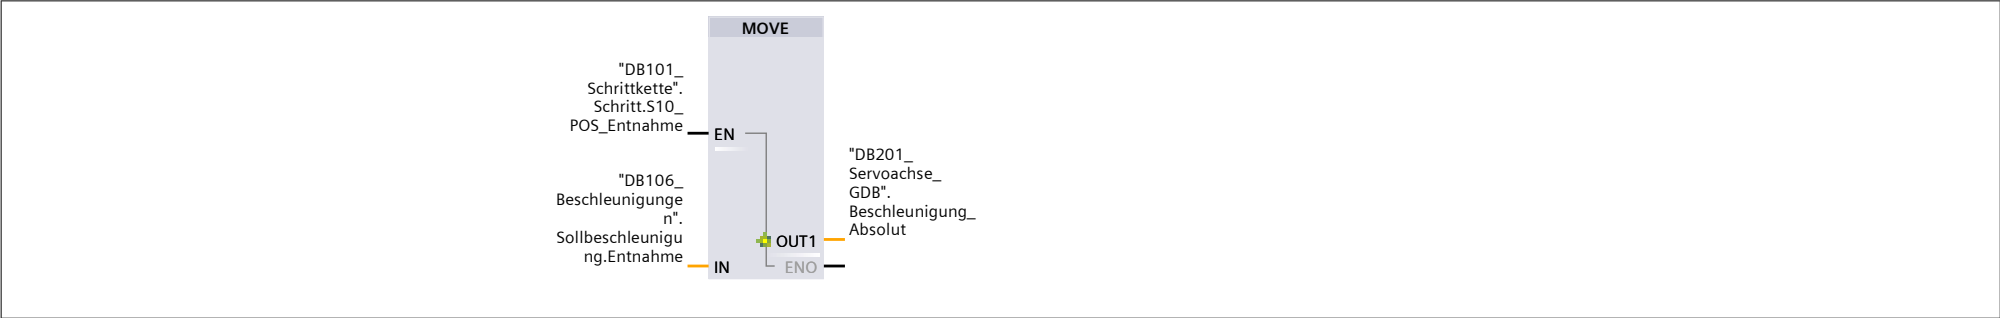 MOVE
"DB101_
Schrittkette".
Schritt.S10_
POS_Entnahme
EN
"DB106_
Beschleunigunge
n".
Sollbeschleunigu
ng.Entnahme
IN
"DB201_
Servoachse_
GDB".
Beschleunigung_
Absolut
OUT1
ENO